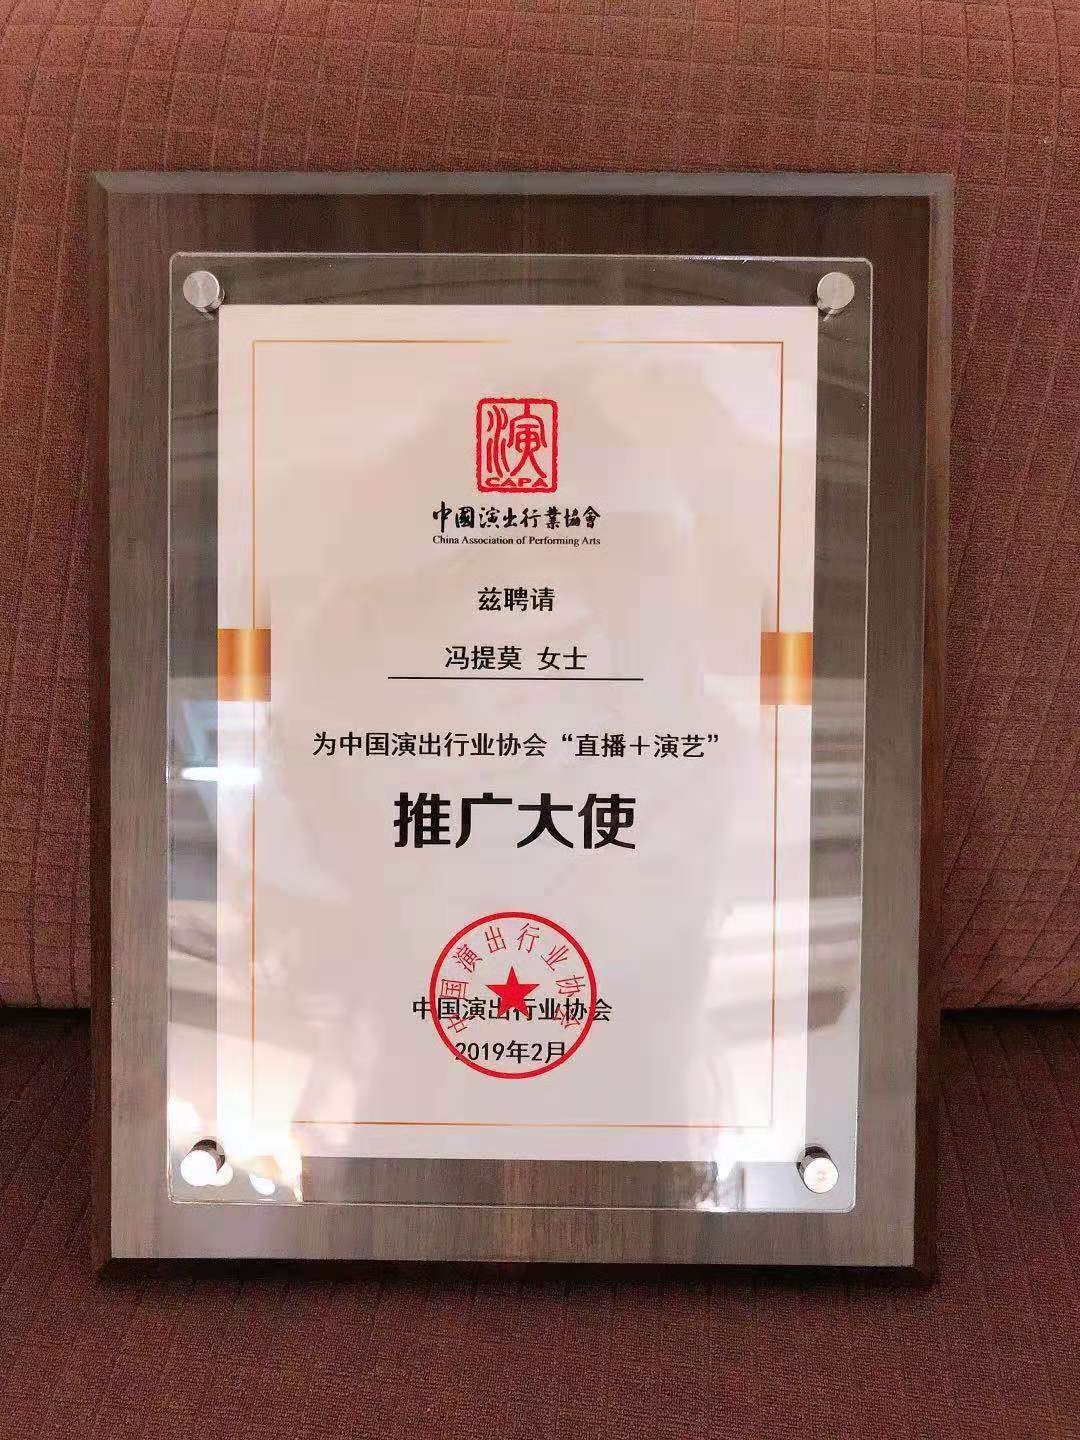 演
CAPA
中國演出行業協會
China Association of Performing Arts
兹聘请
冯提莫 女士
为中国演出行业协会“直播＋演艺”
推广大使
中国演出行业协会
中国演出行业协会
2019年2月